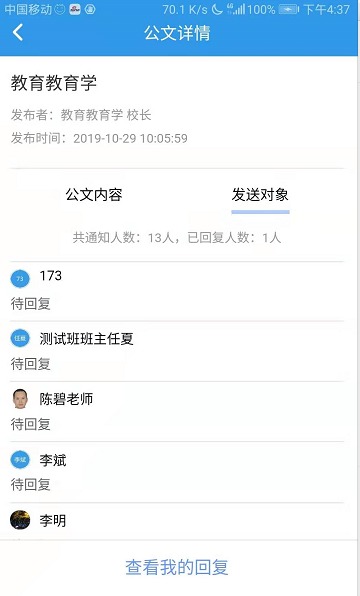 中国移动 70.1 K/s 4G 100% 下午4:37
公文详情
教育教育学
发布者：教育教育学 校长
发布时间：2019-10-29 10:05:59
公文内容 发送对象
共通知人数：13人，已回复人数：1人
73 173
待回复
测试班班主任夏
待回复
陈碧老师
待回复
李斌 李斌
待回复
李明
查看我的回复